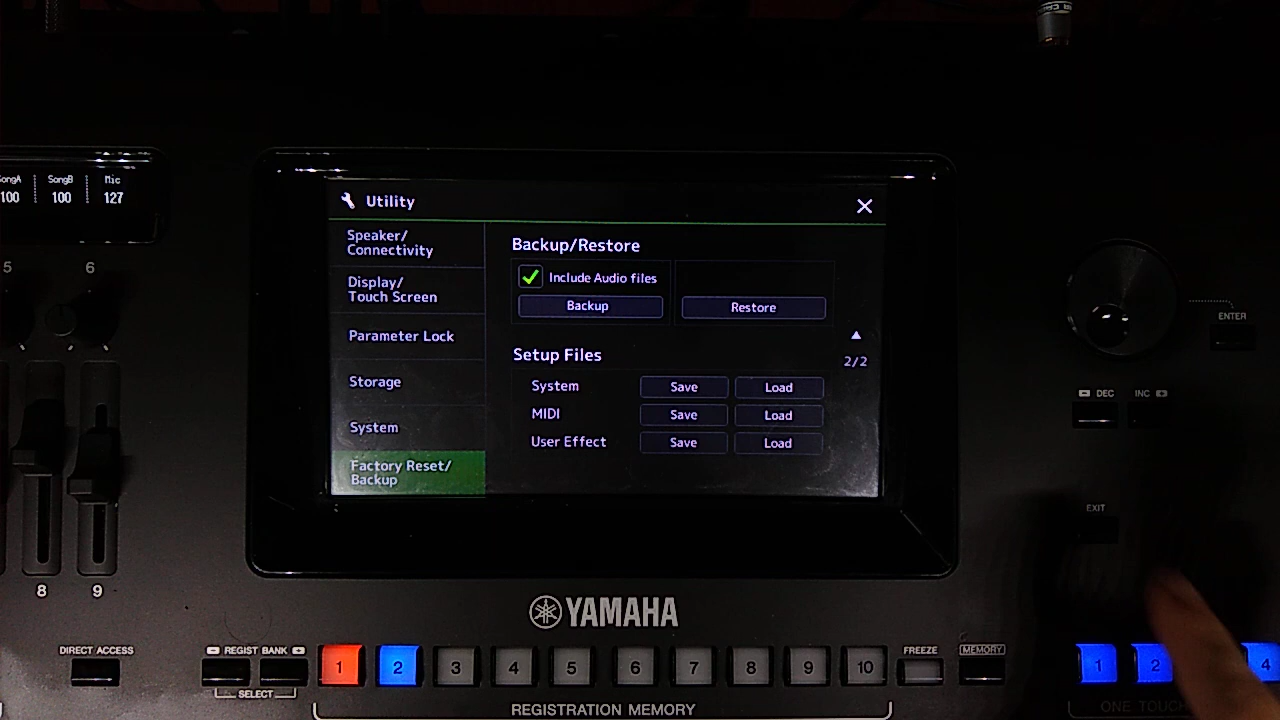 SongA
SongB
Mic
100
100
127
5
6
8
9
Utility
Speaker/
Connectivity
Display/
Touch Screen
Parameter Lock
Storage
System
Factory Reset/
Backup
Backup/Restore
Include Audio files
Backup
Restore
2/2
Setup Files
System
Save
Load
MIDI
Save
Load
User Effect
Save
Load
ENTER
DEC
INC
EXIT
YAMAHA
DIRECT ACCESS
REGIST BANK
SELECT
1
2
3
4
5
6
7
8
9
10
FREEZE
MEMORY
REGISTRATION MEMORY
1
2
4
ONE TOUCH